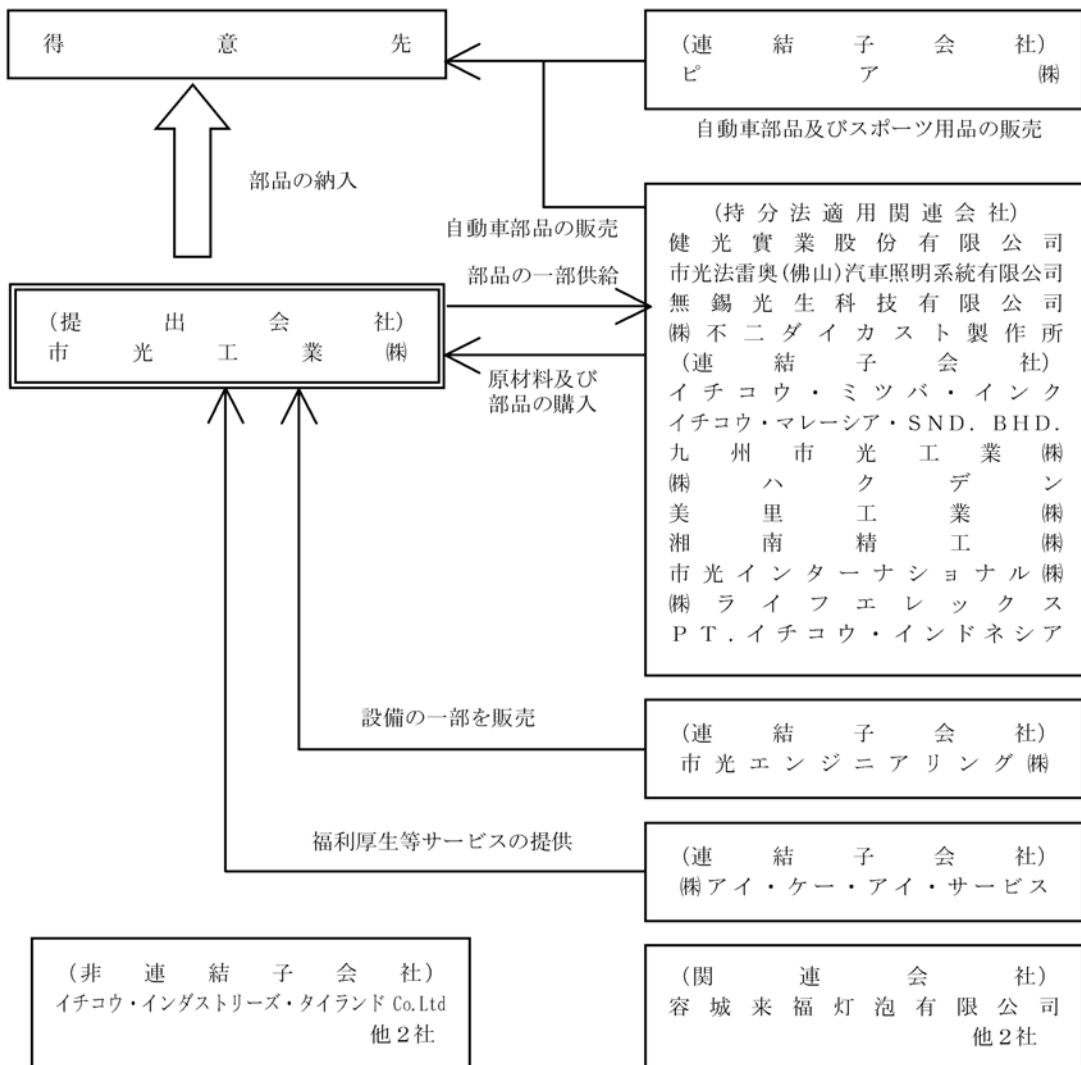 得意先
(連結子会社)
ピア㈱
自動車部品及びスポーツ用品の販売
部品の納入
自動車部品の販売
部品の一部供給
(提出会社)
市光工業㈱
原材料及び
部品の購入
(持分法適用関連会社)
健光實業股份有限公司
市光法雷奥(佛山)汽車照明系統有限公司
無錫光生科技有限公司
㈱不二ダイカスト製作所
(連結子会社)
イチコウ・ミツバ・インク
イチコウ・マレーシア・SND. BHD.
九州市光工業㈱
㈱ハクデン
美里工業㈱
湘南精工㈱
市光インターナショナル㈱
㈱ライフエレックス
PT.イチコウ・インドネシア
設備の一部を販売
(連結子会社)
市光エンジニアリング㈱
福利厚生等サービスの提供
(連結子会社)
㈱アイ・ケー・アイ・サービス
(非連結子会社)
イチコウ・インダストリーズ・タイランド Co.Ltd
他2社
(関連会社)
容城来福灯泡有限公司
他2社